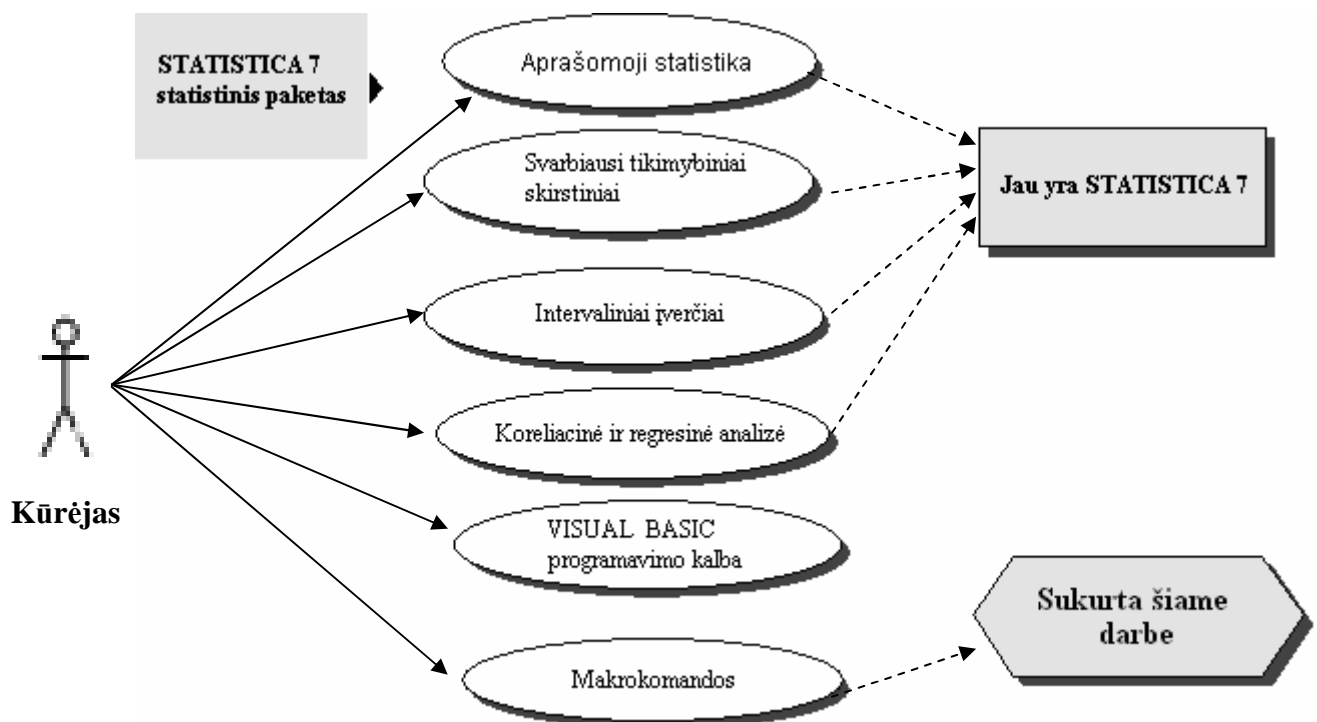 STATISTICA 7
statistinis paketas
Aprašomoji statistika
Svarbiausi tikimybiniai
skirstiniai
Jau yra STATISTICA 7
Intervaliniai įverčiai
Koreliacinė ir regresinė analizė
Kūrėjas
VISUAL BASIC
programavimo kalba
Sukurta šiame
darbe
Makrokomandos